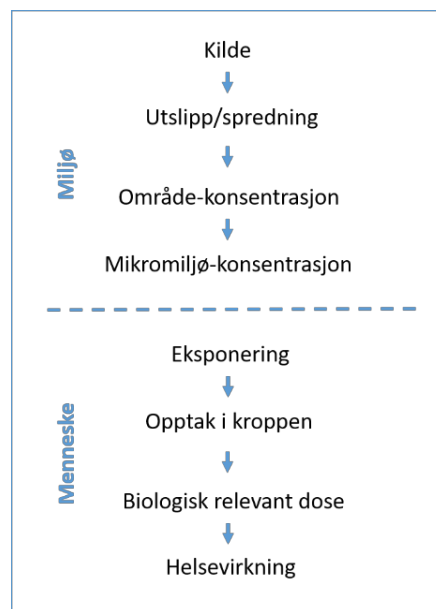 Miljø
Kilde
Utslipp/spredning
Område-konsentrasjon
Mikromiljø-konsentrasjon
Menneske
Eksponering
Opptak i kroppen
Biologisk relevant dose
Helsevirkning